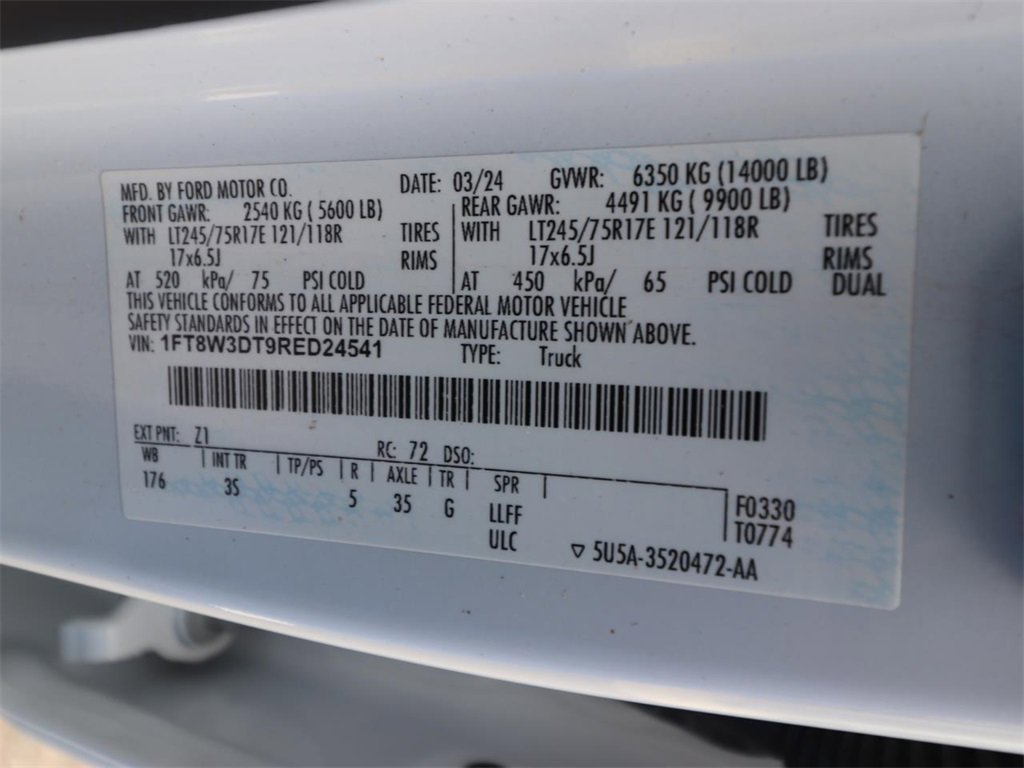 MFD. BY FORD MOTOR CO. DATE: 03/24 GVWR: 6350 KG (14000 LB)
FRONT GAWR: 2540 KG ( 5600 LB) REAR GAWR: 4491 KG ( 9900 LB)
WITH LT245/75R17E 121/118R TIRES WITH LT245/75R17E 121/118R TIRES
17x6.5J RIMS 17x6.5J RIMS
AT 520 kPa/ 75 PSI COLD AT 450 kPa/ 65 PSI COLD DUAL
THIS VEHICLE CONFORMS TO ALL APPLICABLE FEDERAL MOTOR VEHICLE
SAFETY STANDARDS IN EFFECT ON THE DATE OF MANUFACTURE SHOWN ABOVE.
VIN: 1FT8W3DT9RED24541 TYPE: Truck
EXT PNT: Z1 RC: 72 DSO:
WB INT TR TP/PS R AXLE TR SPR
176 3S 5 35 G LLFF F0330
ULC T0774
▽ 5U5A-3520472-AA